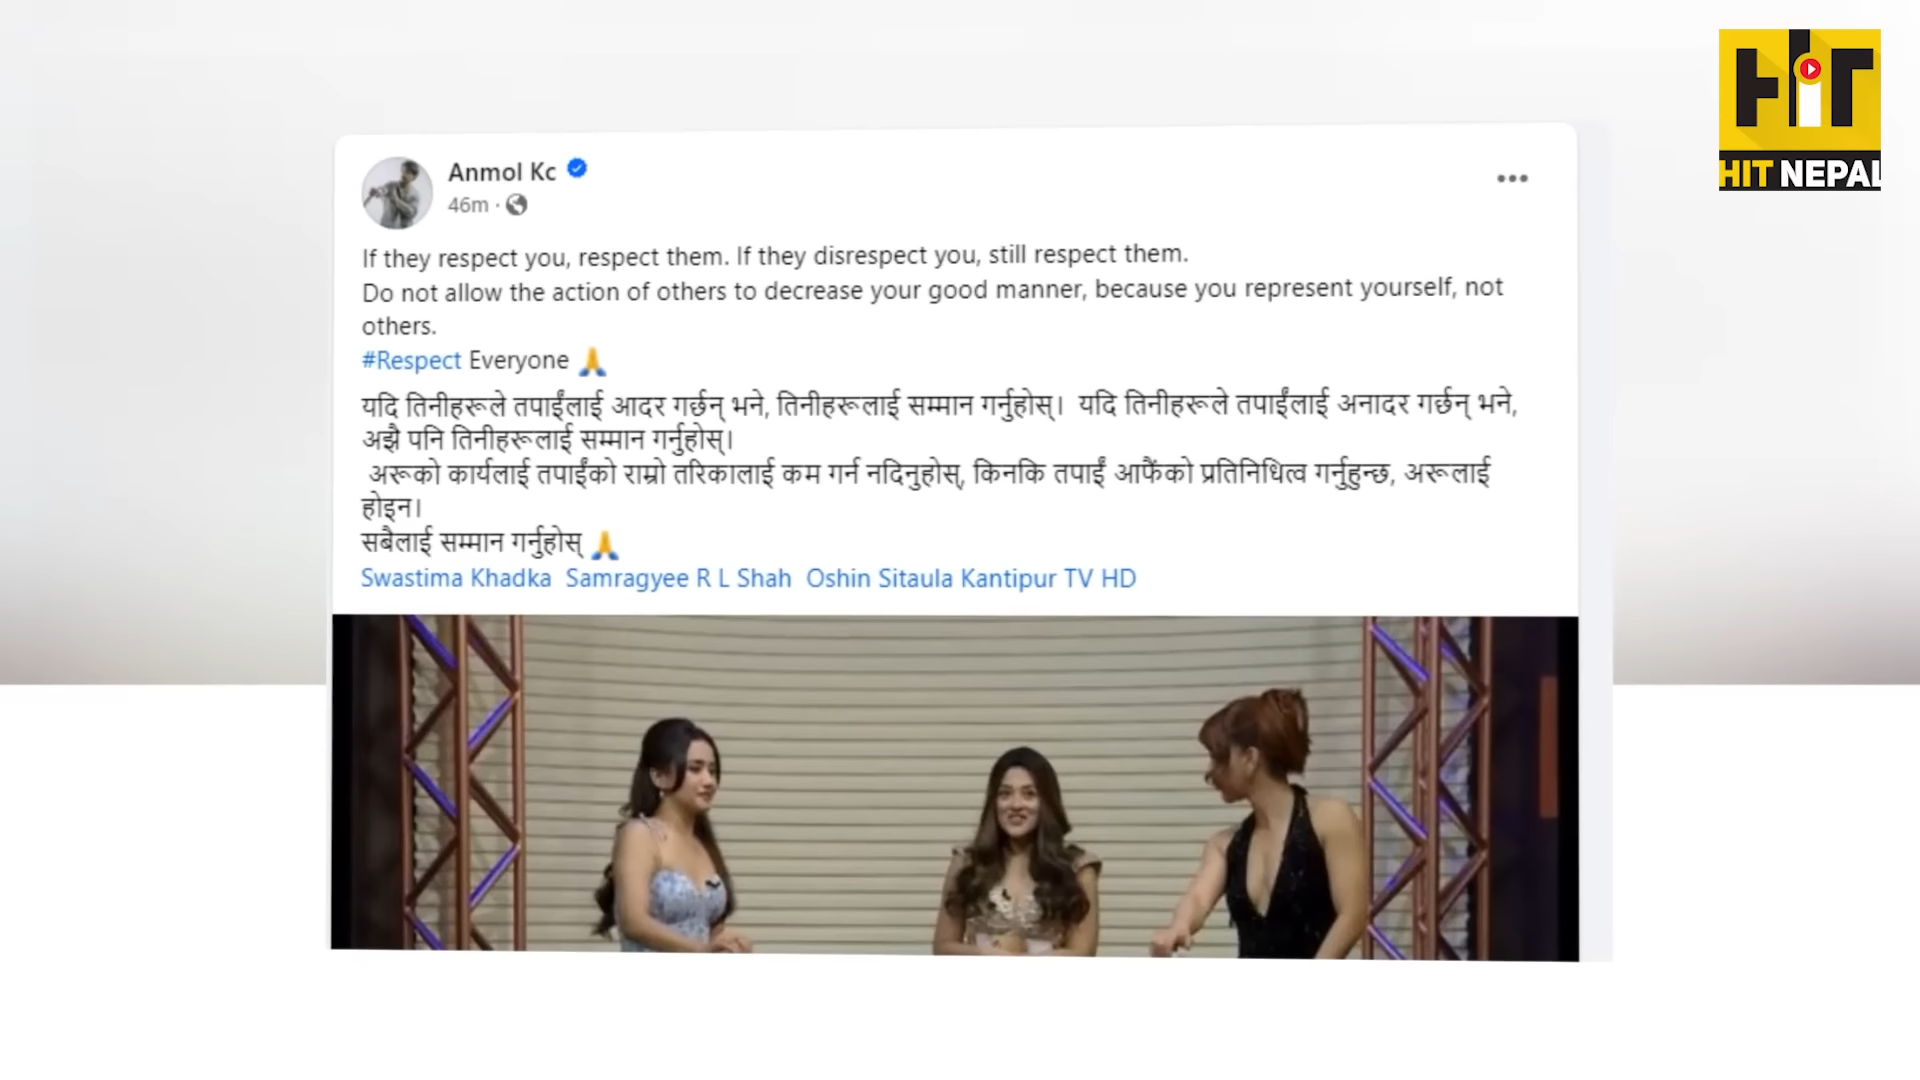 HiT
HIT NEPAL
Anmol Kc
46m ·
If they respect you, respect them. If they disrespect you, still respect them.
Do not allow the action of others to decrease your good manner, because you represent yourself, not
others.
#Respect Everyone 🙏
यदि तिनीहरूले तपाईंलाई आदर गर्छन् भने, तिनीहरूलाई सम्मान गर्नुहोस्। यदि तिनीहरूले तपाईंलाई अनादर गर्छन् भने,
अझै पनि तिनीहरूलाई सम्मान गर्नुहोस्।
अरूको कार्यलाई तपाईंको राम्रो तरिकालाई कम गर्न नदिनुहोस्, किनकि तपाईं आफैंको प्रतिनिधित्व गर्नुहुन्छ, अरूलाई
होइन।
सबैलाई सम्मान गर्नुहोस् 🙏
Swastima Khadka Samragyee R L Shah Oshin Sitaula Kantipur TV HD